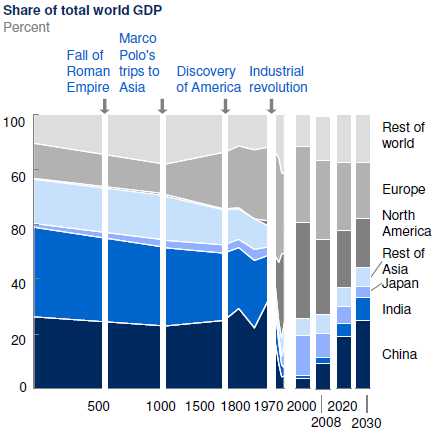 Share of total world GDP
Percent
Fall of
Roman
Empire
Marco
Polo's
trips to
Asia
Discovery
of America
Industrial
revolution
100
60
80
40
20
0
Rest of
world
Europe
North
America
Rest of
Asia
Japan
India
China
500 1000 1500 1800 1970 2000 2020
2008 2030